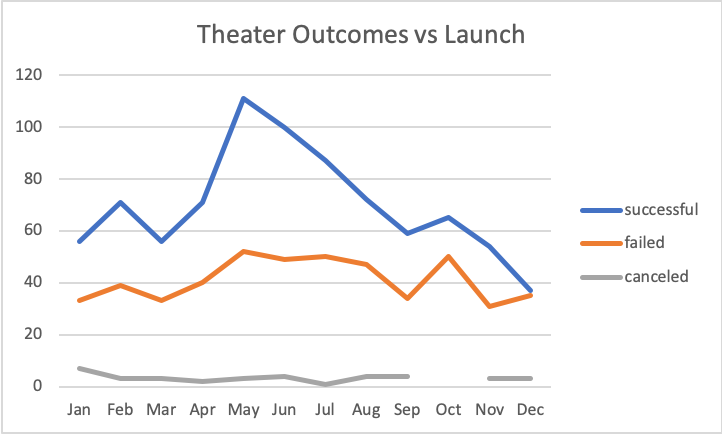 Theater Outcomes vs Launch
120
100
80
60
40
20
0
Jan Feb Mar Apr May Jun Jul Aug Sep Oct Nov Dec
successful
failed
canceled